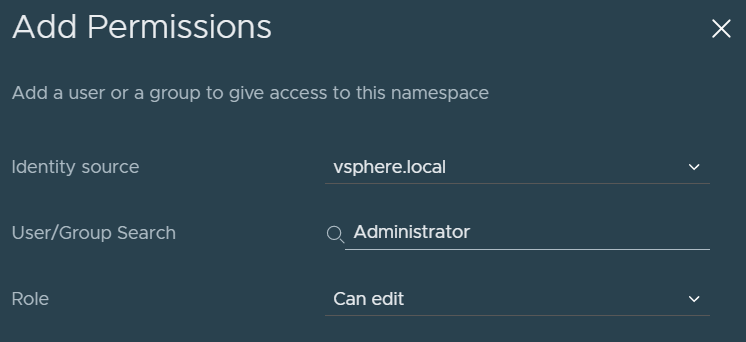 Add Permissions
Add a user or a group to give access to this namespace
Identity source vsphere.local
User/Group Search Administrator
Role Can edit